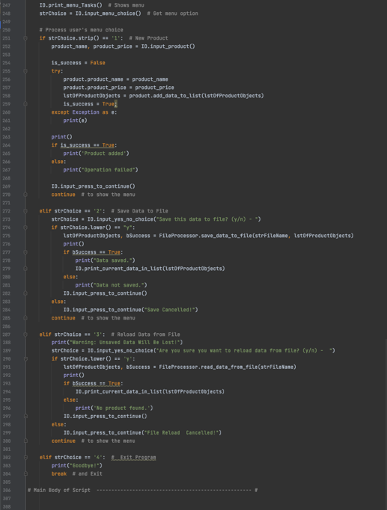 IO.print_menu_Tasks()  # Shows menu
strChoice = IO.input_menu_choice()  # Get menu option
# Process user's menu choice
if strChoice.strip() == '1':  # New Product
product_name, product_price = IO.input_product()
is_success = False
try:
product.product_name = product_name
product.product_price = product_price
lstOfProductObjects = product.add_data_to_list(lstOfProductObjects)
is_success = True;
except Exception as e:
print(e)
print()
if is_success == True:
print("Product added")
else:
print("Operation Failed")
IO.input_press_to_continue()
continue  # to show the menu
elif strChoice == '2':  # Save Data to File
strChoice = IO.input_yes_no_choice("Save this data to file? (y/n) - ")
if strChoice.lower() == "y":
lstOfProductObjects, bSuccess = FileProcessor.save_data_to_file(strFileName, lstOfProductObjects)
print()
if bSuccess == True:
print("Data saved.")
IO.print_current_data_in_list(lstOfProductObjects)
else:
print("Data not saved.")
IO.input_press_to_continue()
else:
IO.input_press_to_continue("Save Cancelled!")
continue  # to show the menu
elif strChoice == '3':  # Reload Data from File
print("Warning: Unsaved Data Will Be Lost!")
strChoice = IO.input_yes_no_choice("Are you sure you want to reload data from file? (y/n) -  ")
if strChoice.lower() == 'y':
lstOfProductObjects, bSuccess = FileProcessor.read_data_from_file(strFileName)
print()
if bSuccess == True:
IO.print_current_data_in_list(lstOfProductObjects)
else:
print('No product found.')
IO.input_press_to_continue()
else:
IO.input_press_to_continue("File Reload  Cancelled!")
continue  # to show the menu
elif strChoice == '4':  #  Exit Program
print("Goodbye!")
break  # and Exit
# Main Body of Script  ---------------------------------------------------- #